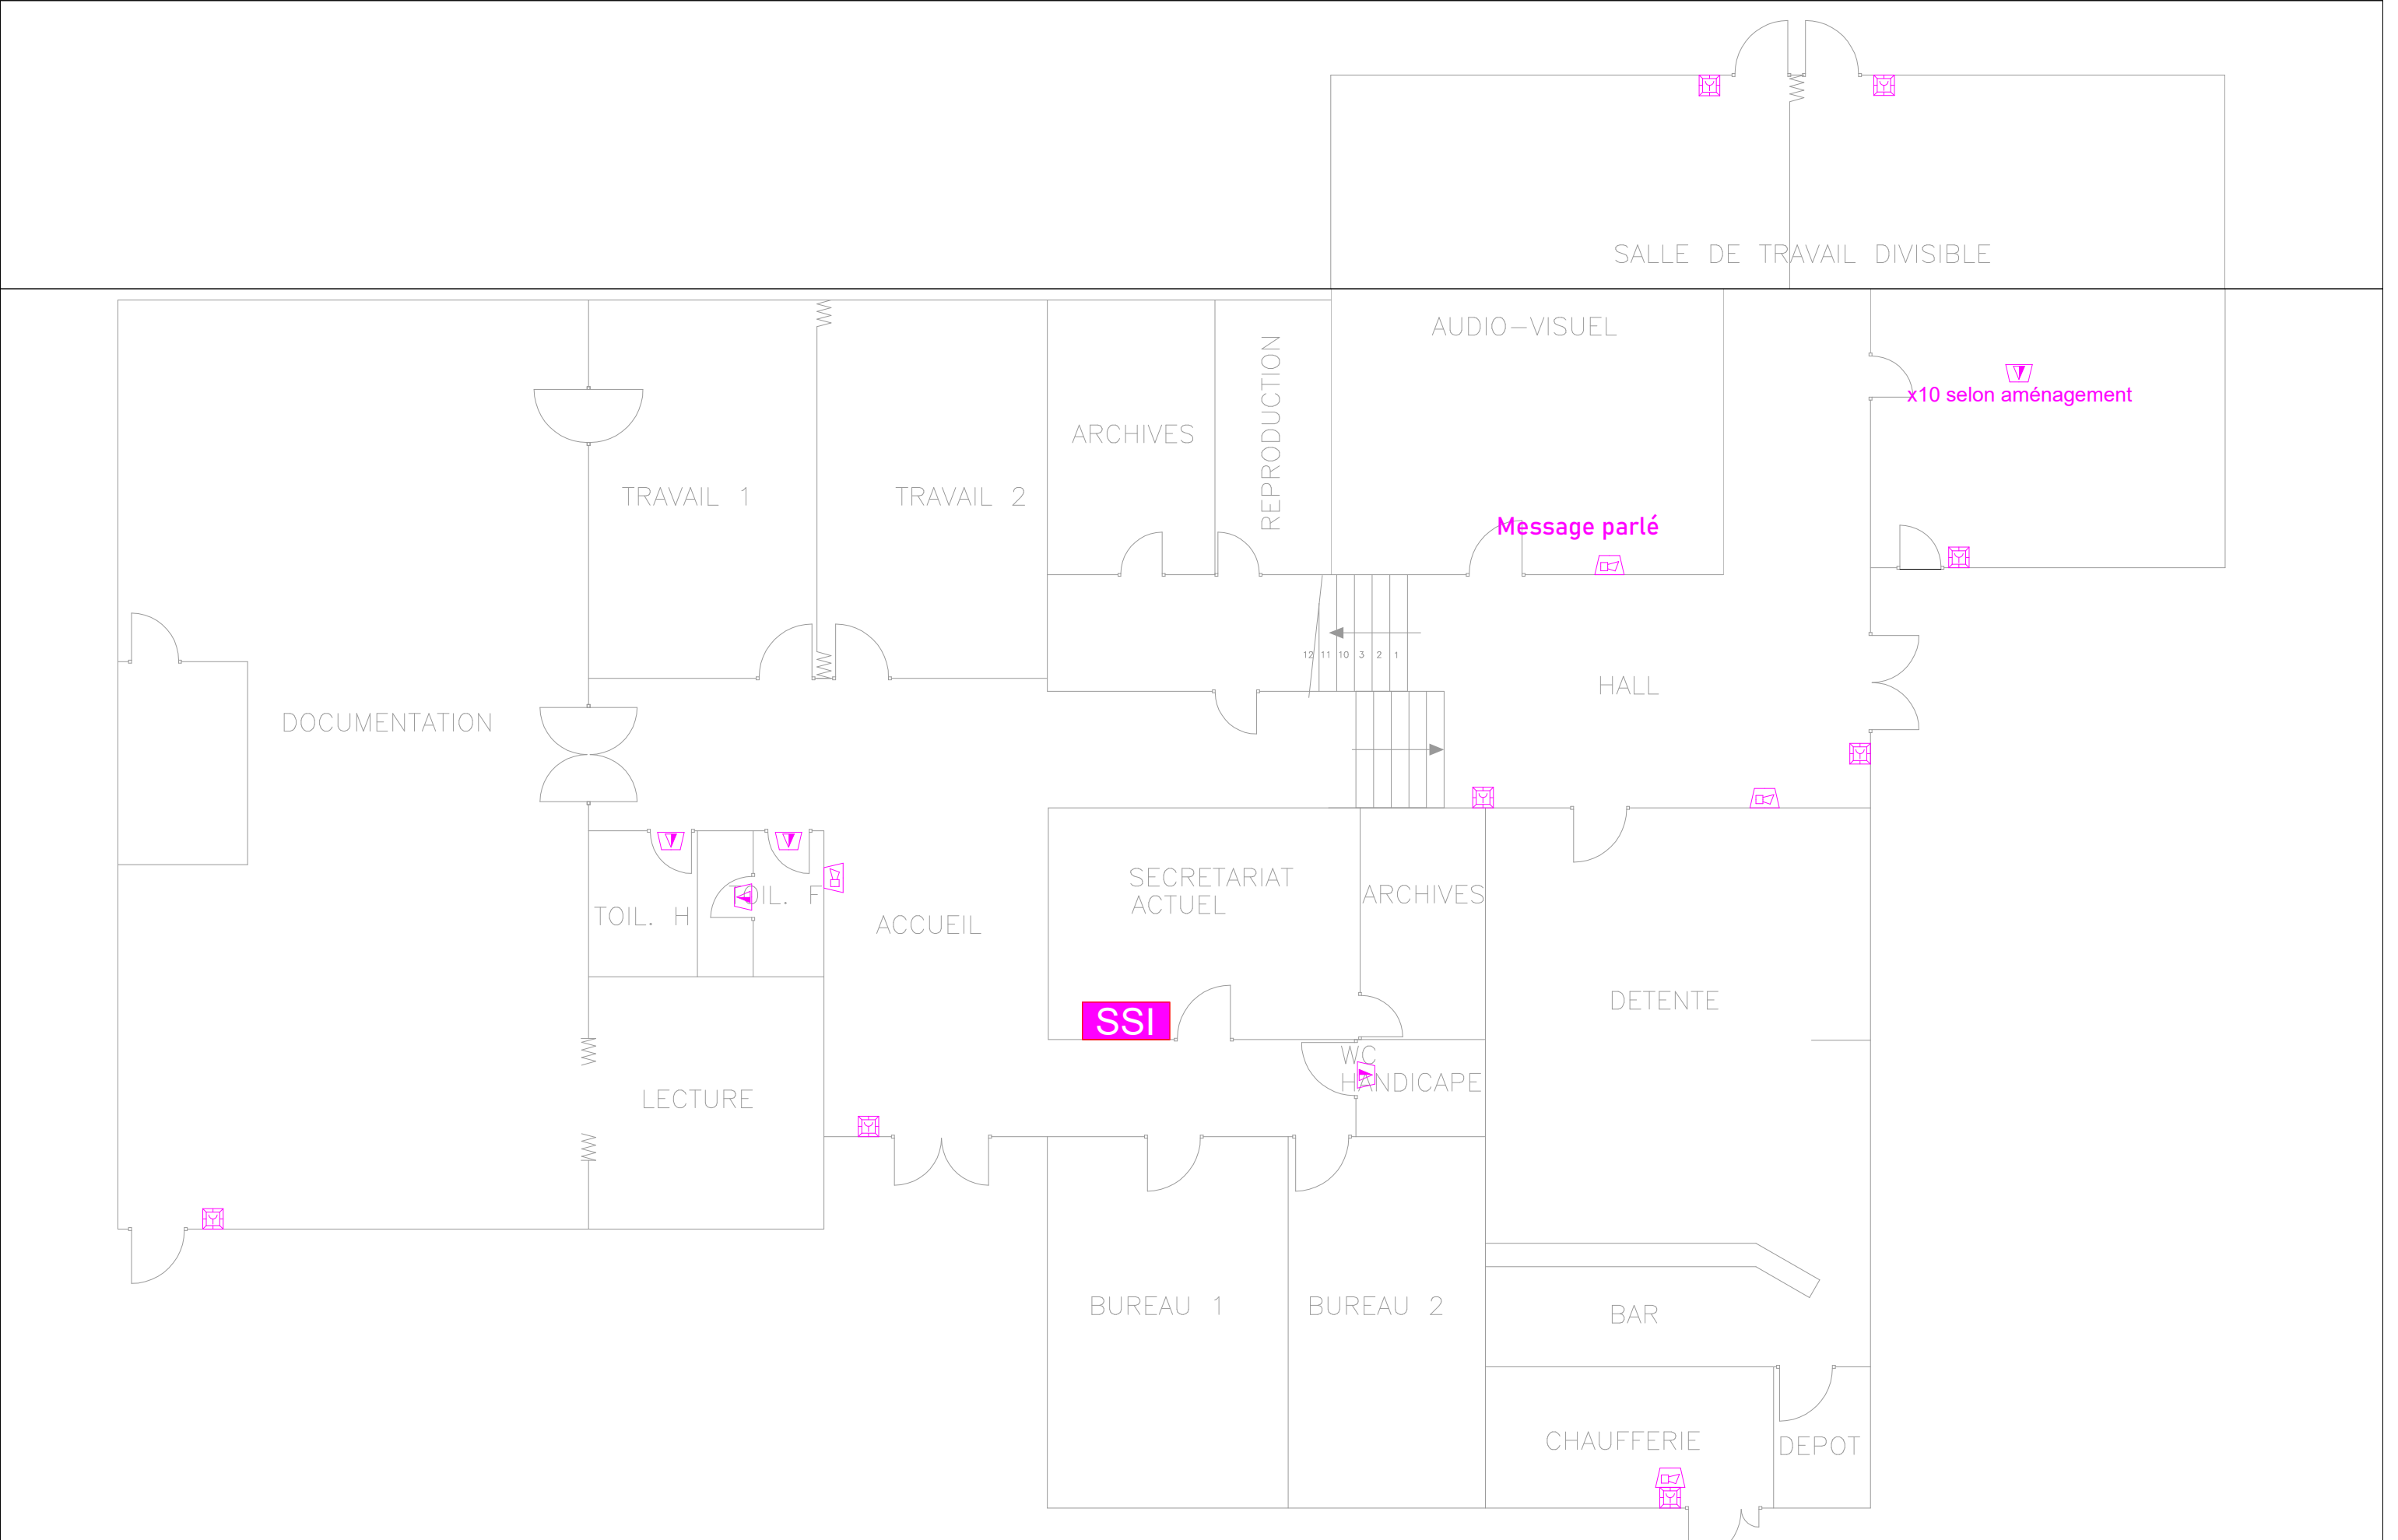 SALLE DE TRAVAIL DIVISIBLE
AUDIO-VISUEL
REPRODUCTION
x10 selon aménagement
ARCHIVES
TRAVAIL 1
TRAVAIL 2
Message parlé
12 11 10 3 2 1
HALL
DOCUMENTATION
SECRETARIAT
ACTUEL
ARCHIVES
TOIL. F
TOIL. H
ACCUEIL
DETENTE
SSI
WC
HANDICAPE
LECTURE
BUREAU 1
BUREAU 2
BAR
CHAUFFERIE
DEPOT